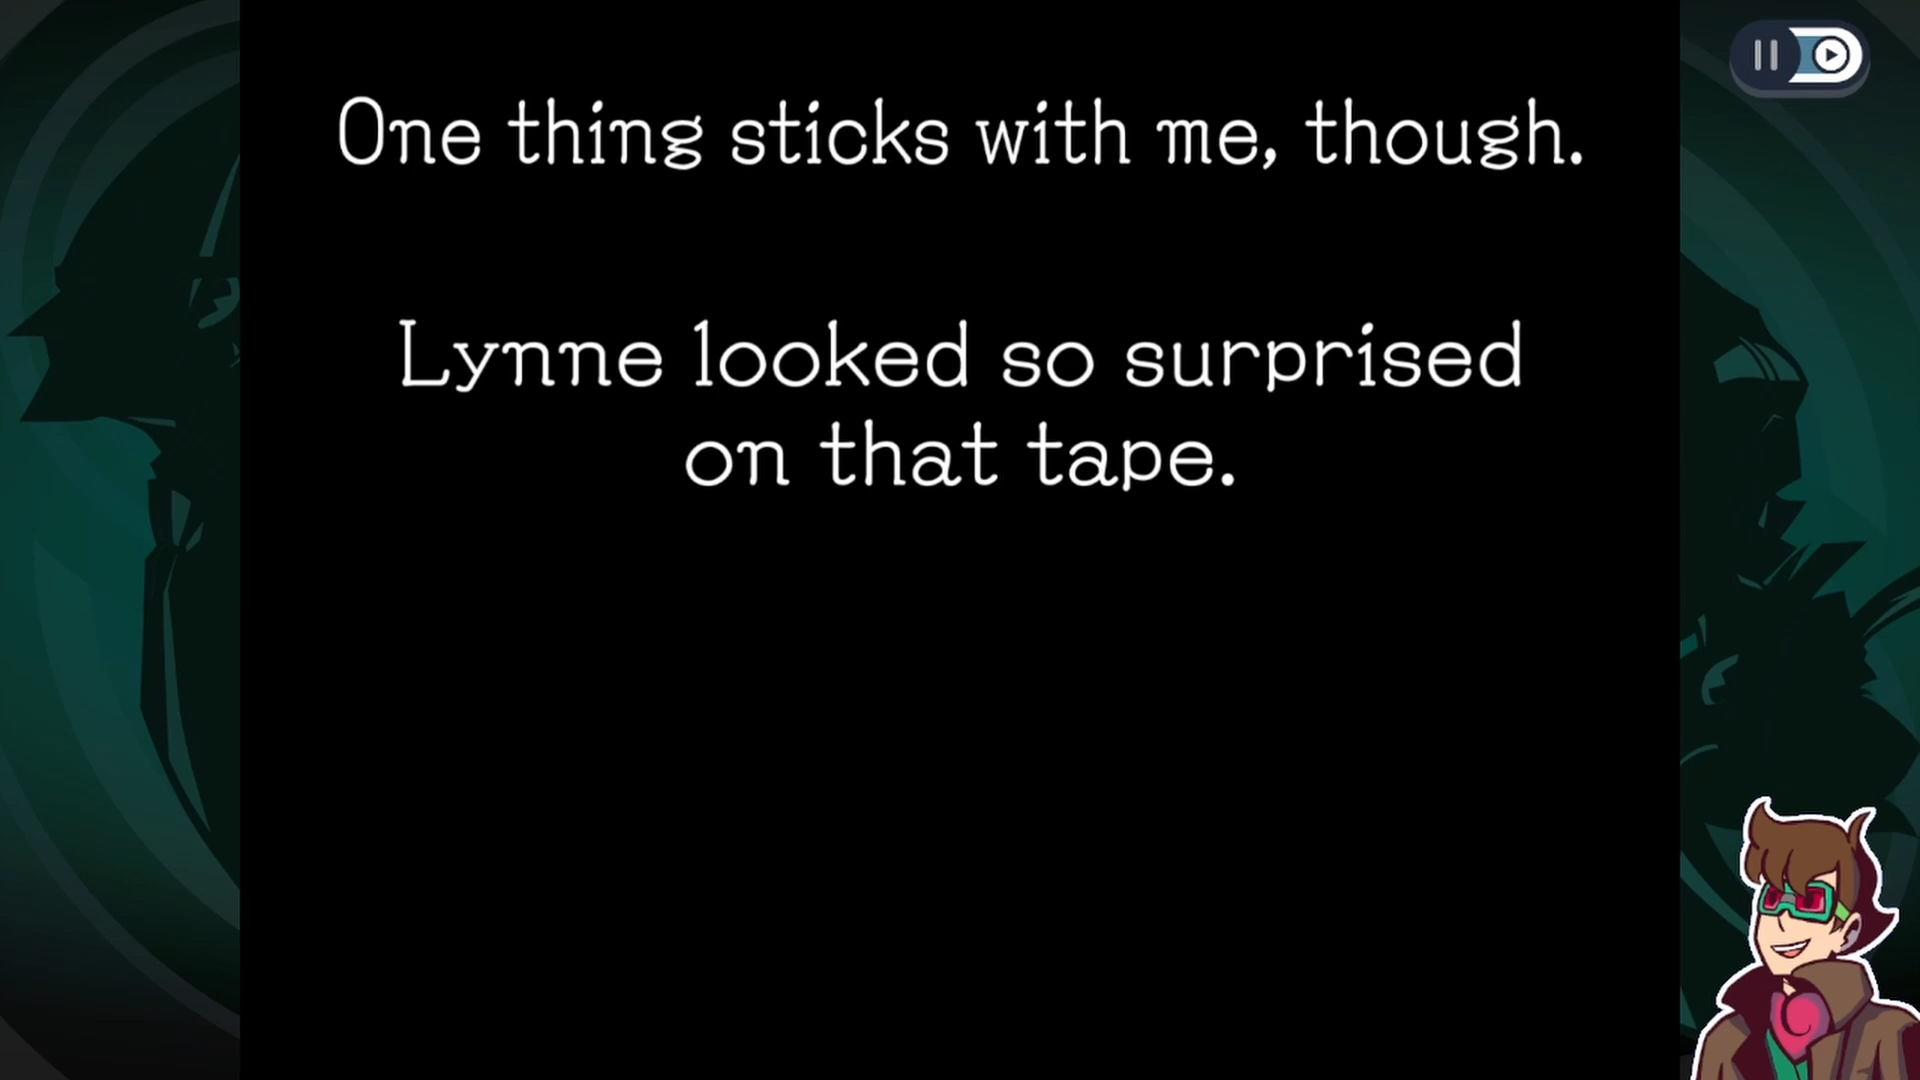 One thing sticks with me, though.
Lynne looked so surprised
on that tape.